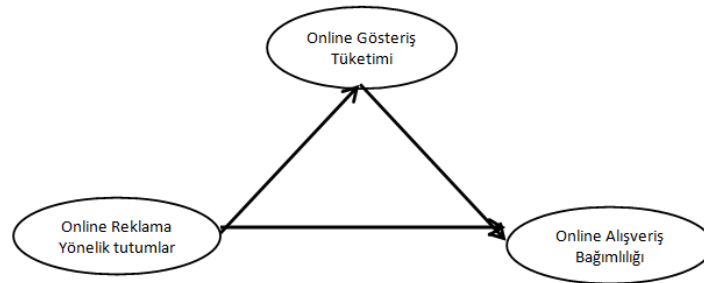 Online Gösteriş
Tüketimi
Online Reklama
Yönelik tutumlar
Online Alışveriş
Bağımlılığı